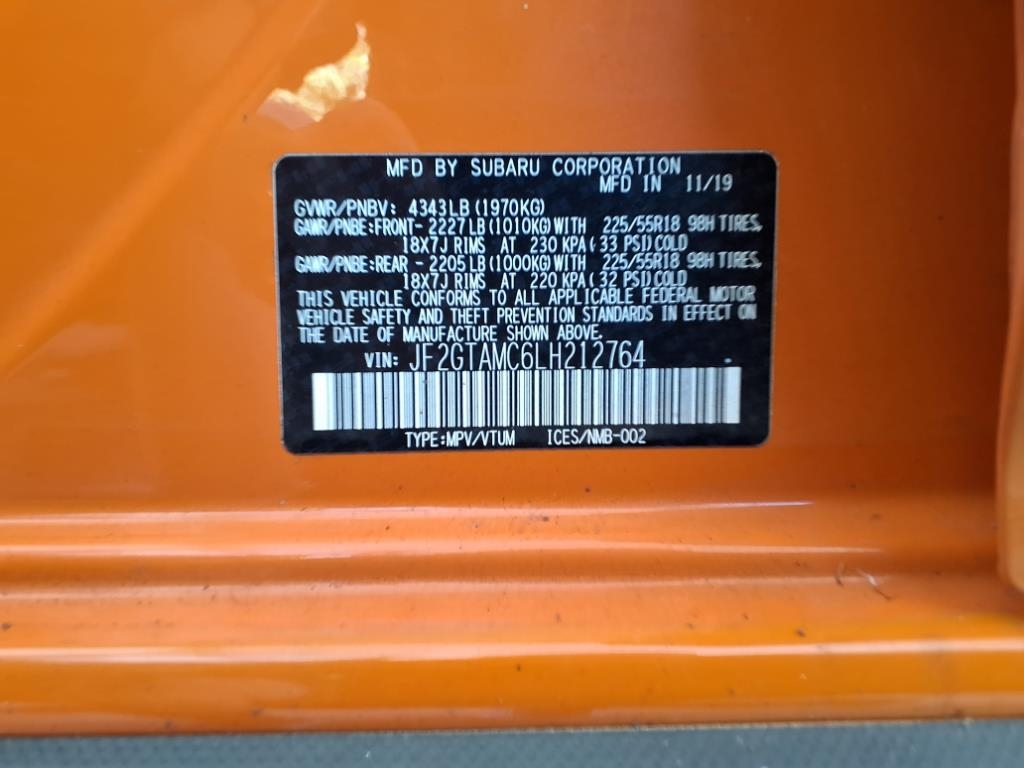 MFD BY SUBARU CORPORATION
MFD IN 11/19
GVWR/PNBV: 4343LB (1970KG)
GAWR/PNBE:FRONT- 2227LB(1010KG)WITH 225/55R18 98H TIRES,
18X7J RIMS AT 230 KPA( 33 PSI)COLD
GAWR/PNBE:REAR - 2205LB(1000KG)WITH 225/55R18 98H TIRES,
18X7J RIMS AT 220 KPA( 32 PSI)COLD
THIS VEHICLE CONFORMS TO ALL APPLICABLE FEDERAL MOTOR
VEHICLE SAFETY AND THEFT PREVENTION STANDARDS IN EFFECT ON
THE DATE OF MANUFACTURE SHOWN ABOVE.
VIN: JF2GTAMC6LH212764 -
TYPE:MPV/VTUM ICES/NMB-002